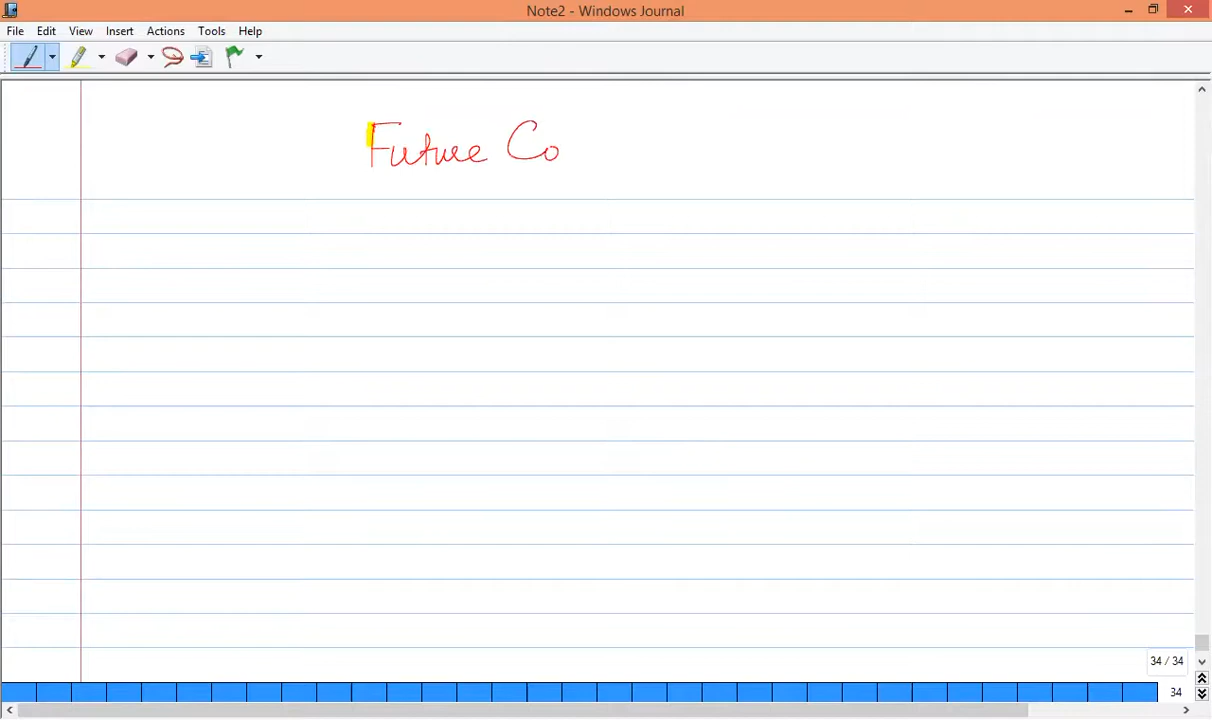 Note2 - Windows Journal
File Edit View Insert Actions Tools Help
Future Co
34 / 34
34